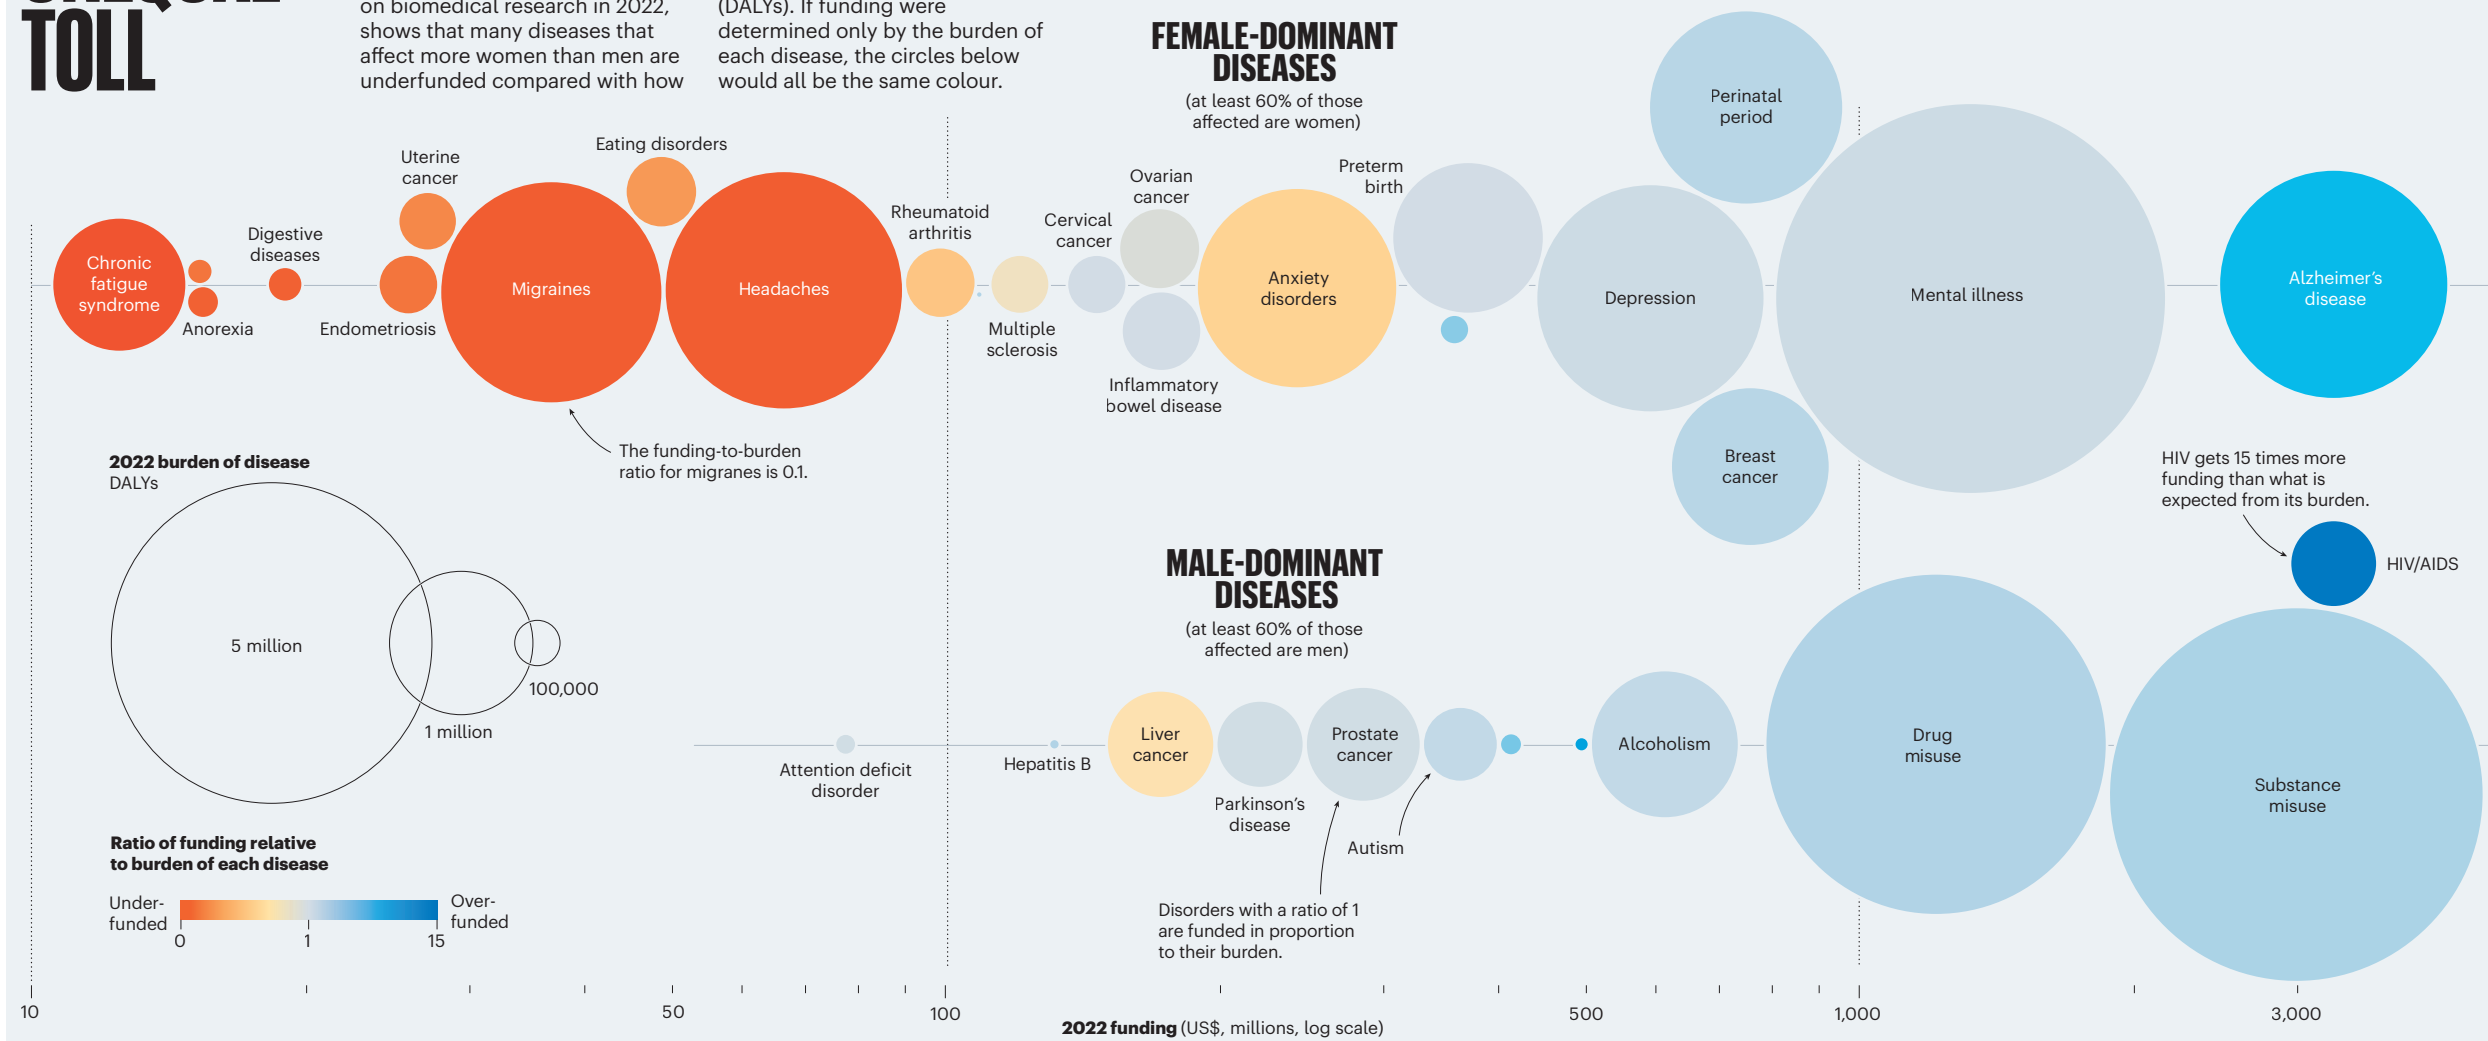 TOLL
on biomedical research in 2022,
shows that many diseases that
affect more women than men are
underfunded compared with how
(DALYs). If funding were
determined only by the burden of
each disease, the circles below
would all be the same colour.
FEMALE-DOMINANT
DISEASES
(at least 60% of those
affected are women)
Chronic
fatigue
syndrome
Anorexia
Digestive
diseases
Uterine
cancer
Endometriosis
Migraines
Eating disorders
Headaches
Rheumatoid
arthritis
Multiple
sclerosis
Cervical
cancer
Ovarian
cancer
Inflammatory
bowel disease
Anxiety
disorders
Preterm
birth
Depression
Perinatal
period
Breast
cancer
Mental illness
Alzheimer's
disease
The funding-to-burden
ratio for migranes is 0.1.
2022 burden of disease
DALYs
5 million
1 million
100,000
Ratio of funding relative
to burden of each disease
Under-
funded
Over-
funded
0
1
15
MALE-DOMINANT
DISEASES
(at least 60% of those
affected are men)
HIV gets 15 times more
funding than what is
expected from its burden.
HIV/AIDS
Attention deficit
disorder
Hepatitis B
Liver
cancer
Parkinson's
disease
Prostate
cancer
Autism
Alcoholism
Drug
misuse
Substance
misuse
Disorders with a ratio of 1
are funded in proportion
to their burden.
10
50
100
500
1,000
3,000
2022 funding (US$, millions, log scale)